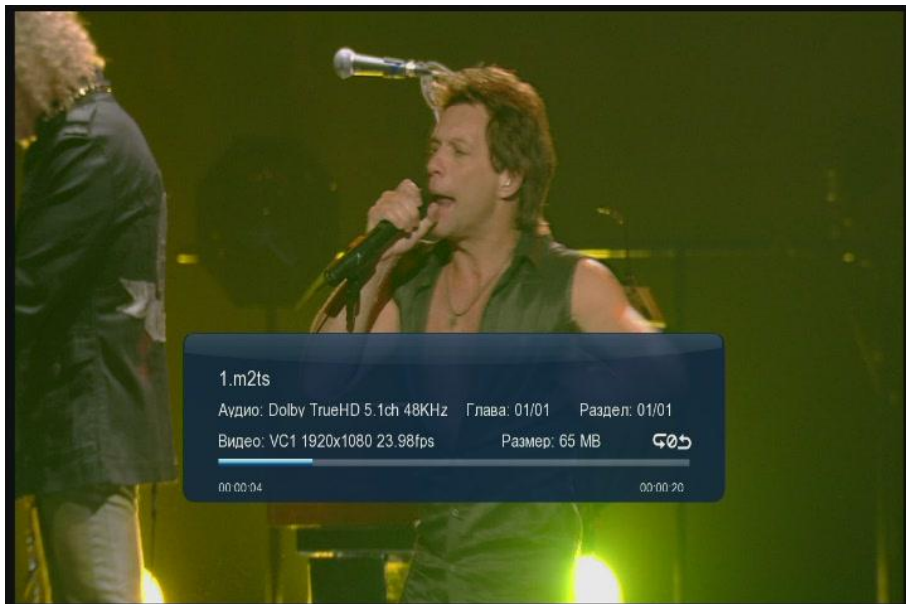 1.m2ts
Аудио: Dolby TrueHD 5.1ch 48KHz Глава: 01/01 Раздел: 01/01
Видео: VC1 1920x1080 23.98fps Размер: 65 MB
00:00:04 00:00:20